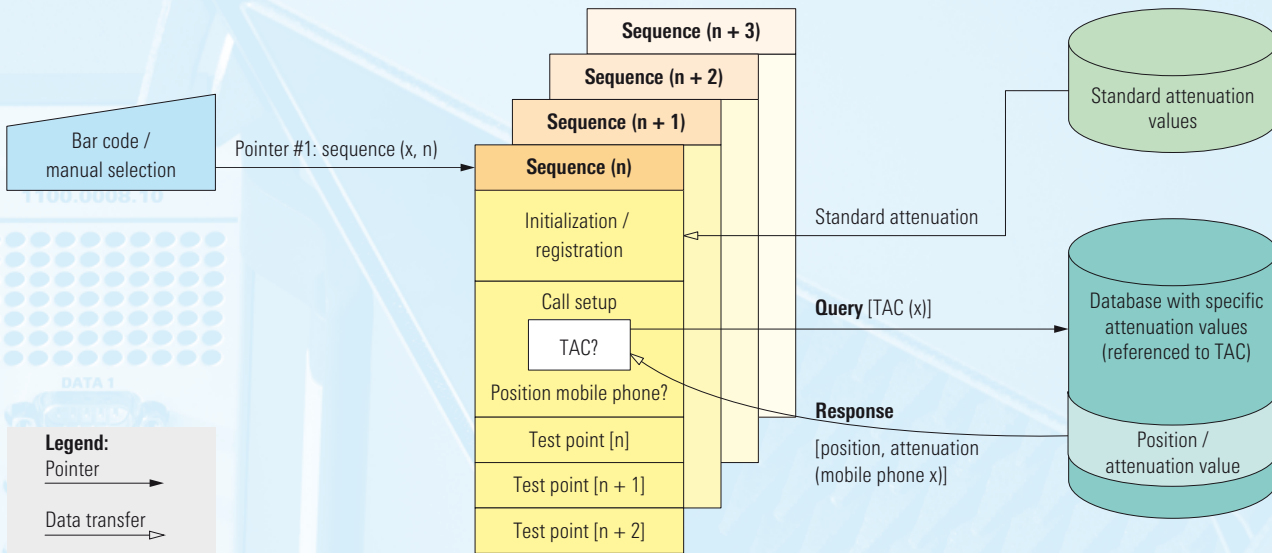 Sequence (n + 3)
Sequence (n + 2)
Sequence (n + 1)
Sequence (n)
Bar code /
manual selection
Pointer #1: sequence (x, n)
Initialization /
registration
Call setup
TAC?
Position mobile phone?
Test point [n]
Test point [n + 1]
Test point [n + 2]
Standard attenuation
values
Standard attenuation
Query [TAC (x)]
Database with specific
attenuation values
(referenced to TAC)
Response
[position, attenuation
(mobile phone x)]
Position /
attenuation value
1100.0008.10
DATA 1
Legend:
Pointer
Data transfer